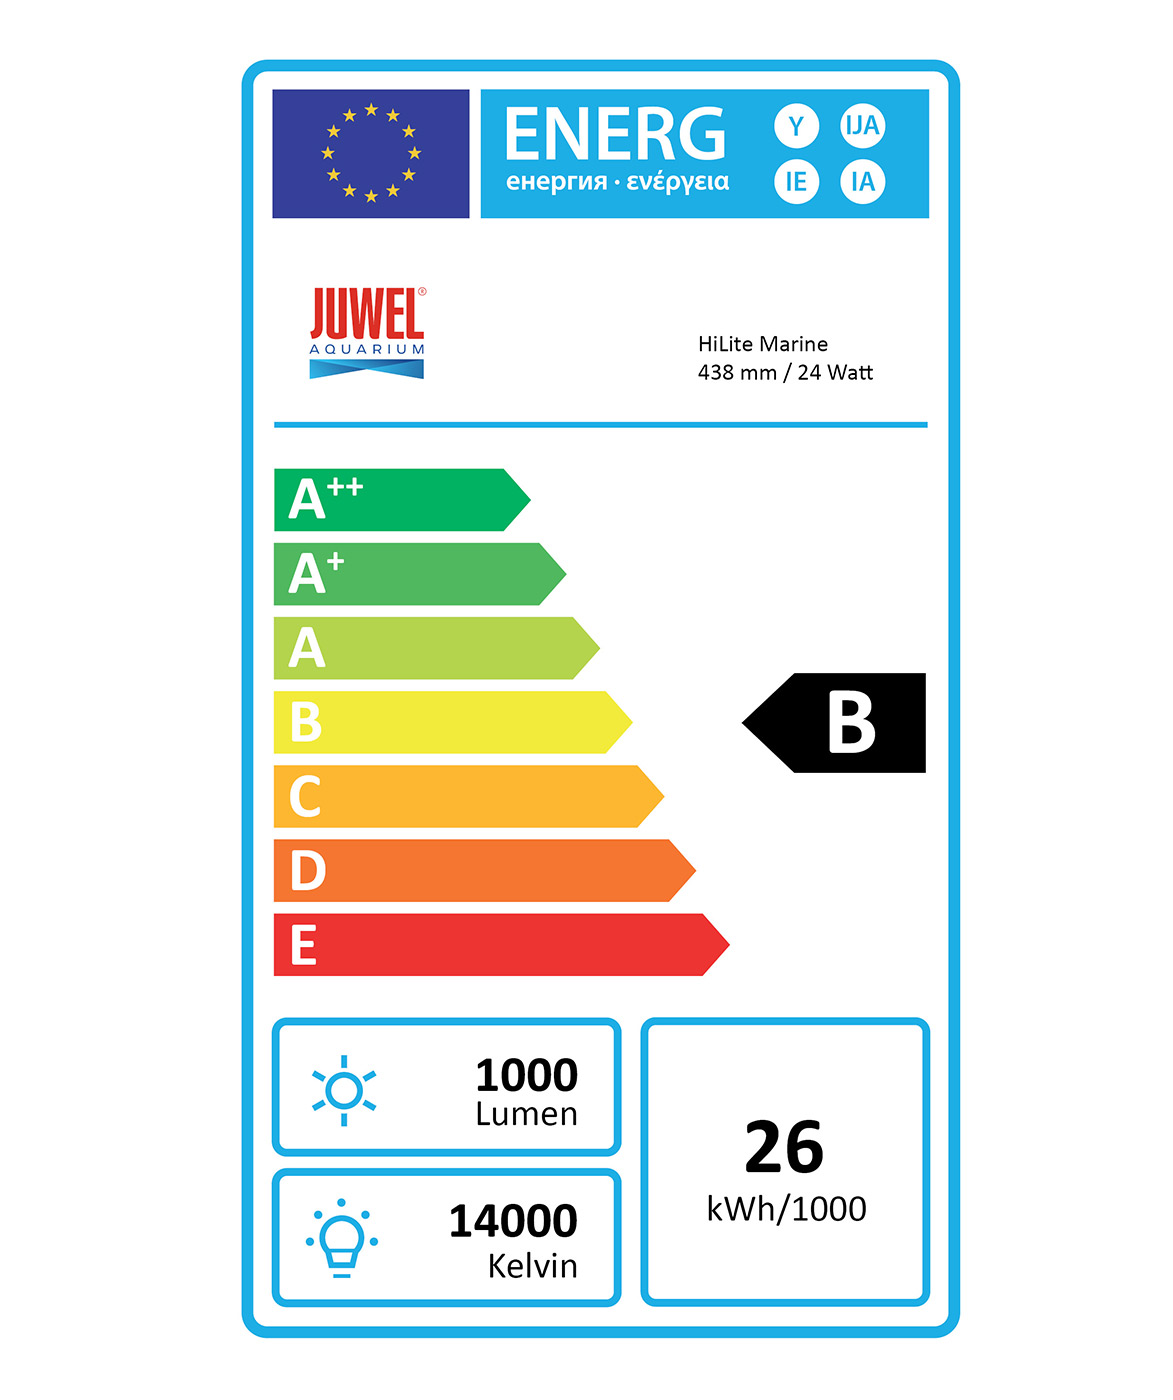 ENERG
енергия · ενέργεια
Y
IJA
IE
IA
JUWEL®
AQUARIUM
HiLite Marine
438 mm / 24 Watt
A++
A+
A
B
C
D
E
B
1000
Lumen
14000
Kelvin
26
kWh/1000